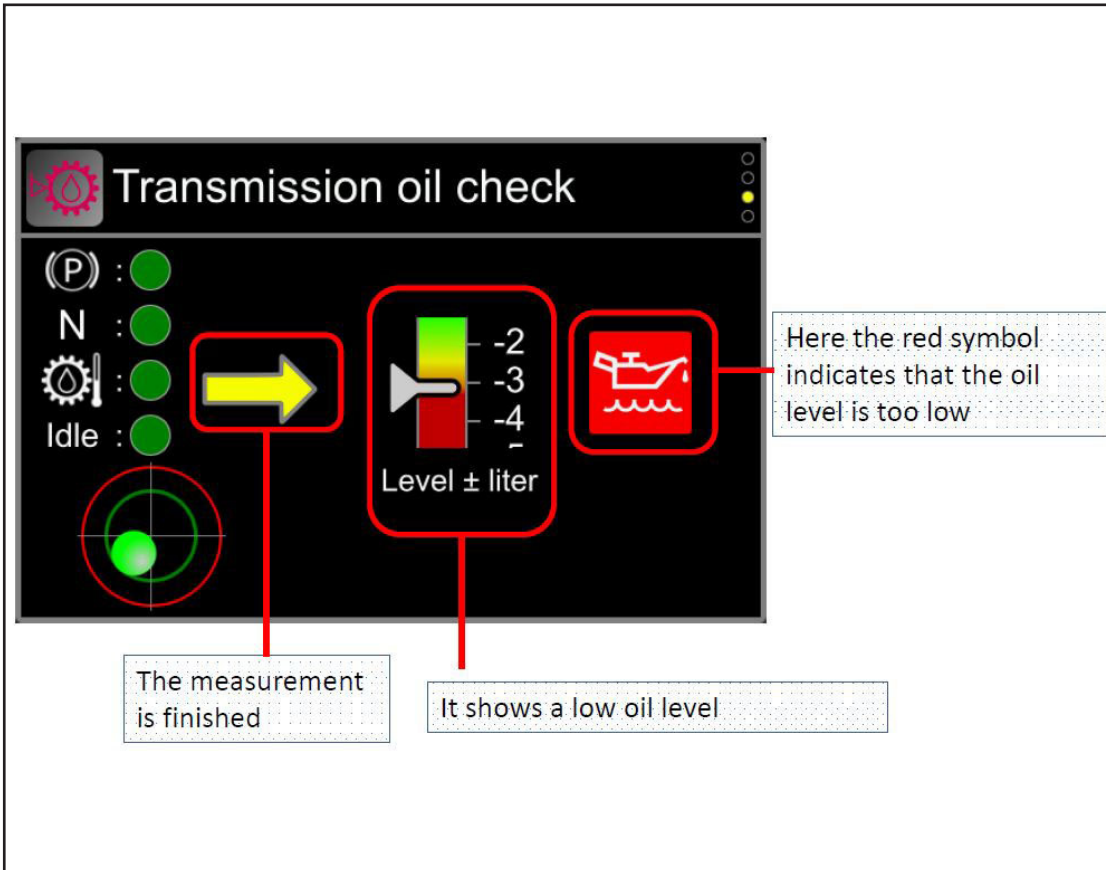 Transmission oil check
(P) :
N :
:
Idle :
-2
-3
-4
Level ± liter
Here the red symbol
indicates that the oil
level is too low
The measurement
is finished
It shows a low oil level